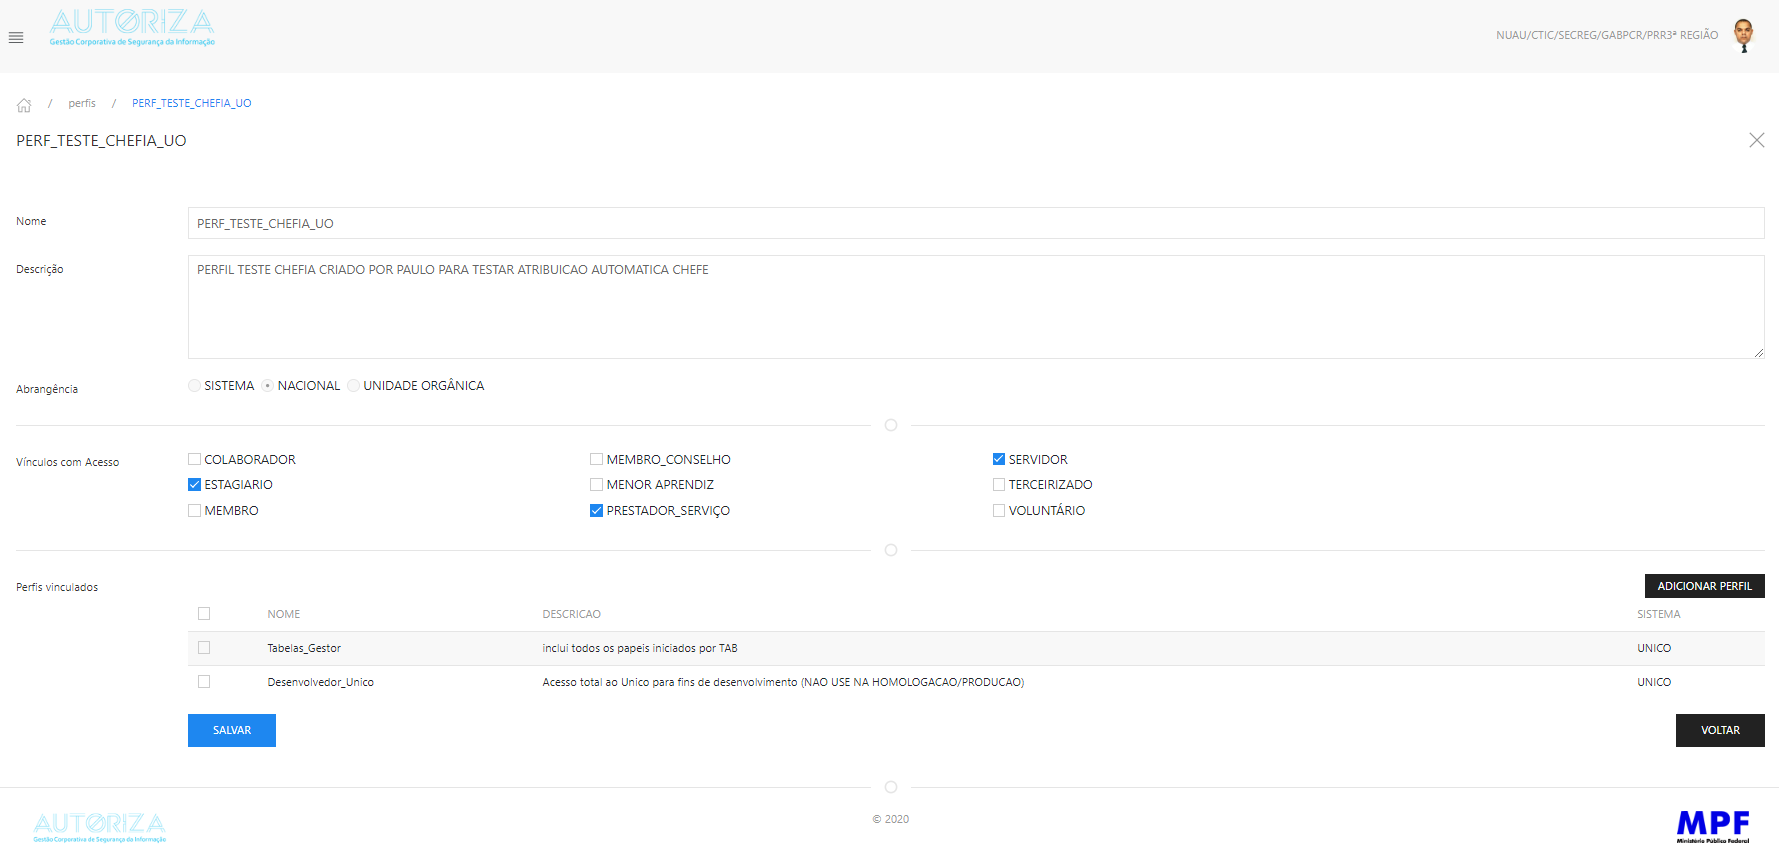 AUTORIZA
Gestão Corporativa de Segurança da Informação
NUAU/CTIC/SECREG/GABPCR/PRR3ª REGIÃO
/ perfis / PERF_TESTE_CHEFIA_UO
PERF_TESTE_CHEFIA_UO
Nome
PERF_TESTE_CHEFIA_UO
Descrição
PERFIL TESTE CHEFIA CRIADO POR PAULO PARA TESTAR ATRIBUICAO AUTOMATICA CHEFE
Abrangência
SISTEMA NACIONAL UNIDADE ORGÂNICA
Vínculos com Acesso
COLABORADOR MEMBRO_CONSELHO SERVIDOR
ESTAGIARIO MENOR APRENDIZ TERCEIRIZADO
MEMBRO PRESTADOR_SERVIÇO VOLUNTÁRIO
Perfis vinculados
ADICIONAR PERFIL
NOME DESCRICAO SISTEMA
Tabelas_Gestor inclui todos os papeis iniciados por TAB UNICO
Desenvolvedor_Unico Acesso total ao Unico para fins de desenvolvimento (NAO USE NA HOMOLOGACAO/PRODUCAO) UNICO
SALVAR VOLTAR
AUTORIZA
Gestão Corporativa de Segurança da Informação
© 2020
MPF
Ministério Público Federal